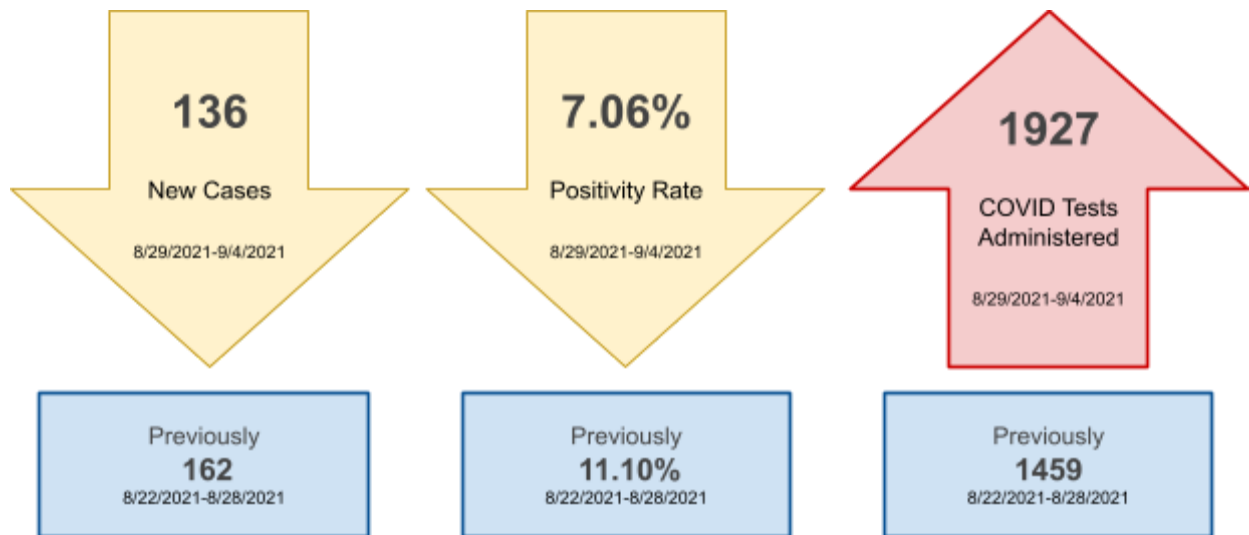 136
New Cases
8/29/2021-9/4/2021
7.06%
Positivity Rate
8/29/2021-9/4/2021
1927
COVID Tests
Administered
8/29/2021-9/4/2021
Previously
162
8/22/2021-8/28/2021
Previously
11.10%
8/22/2021-8/28/2021
Previously
1459
8/22/2021-8/28/2021